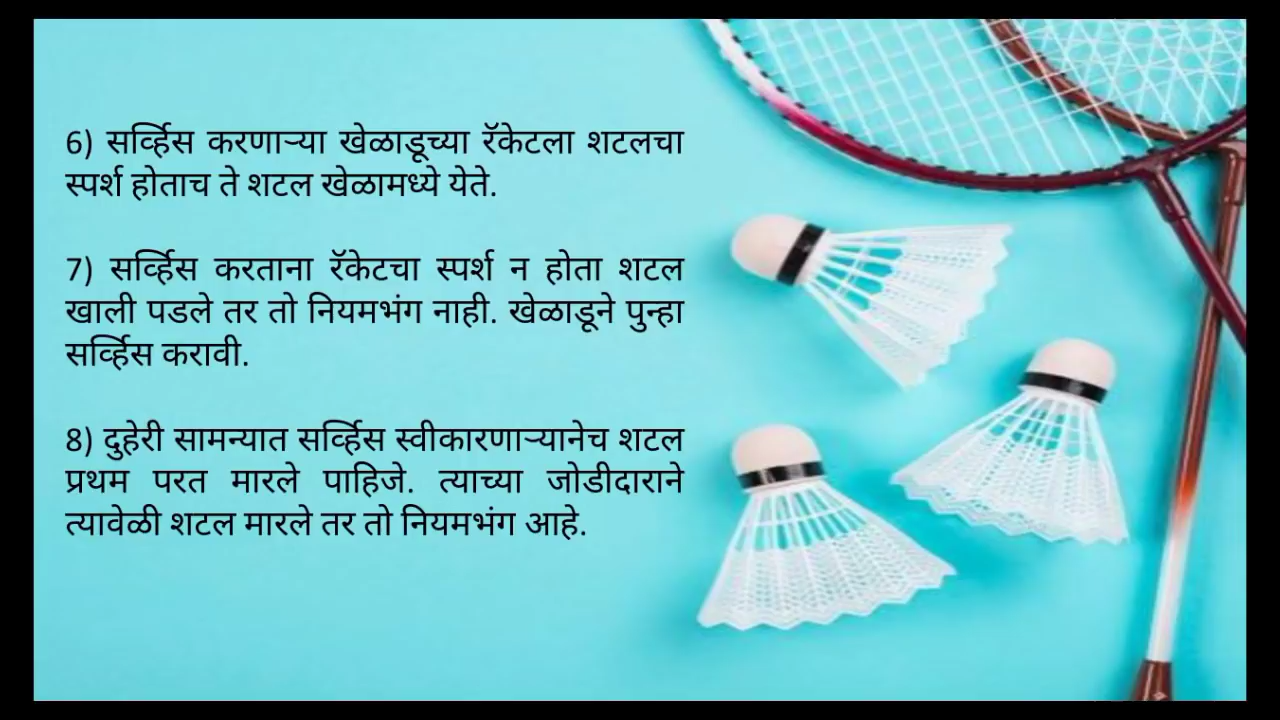 6) सर्व्हिस करणाऱ्या खेळाडूच्या रॅकेटला शटलचा
स्पर्श होताच ते शटल खेळामध्ये येते.
7) सर्व्हिस करताना रॅकेटचा स्पर्श न होता शटल
खाली पडले तर तो नियमभंग नाही. खेळाडूने पुन्हा
सर्व्हिस करावी.
8) दुहेरी सामन्यात सर्व्हिस स्वीकारणाऱ्यानेच शटल
प्रथम परत मारले पाहिजे. त्याच्या जोडीदाराने
त्यावेळी शटल मारले तर तो नियमभंग आहे.